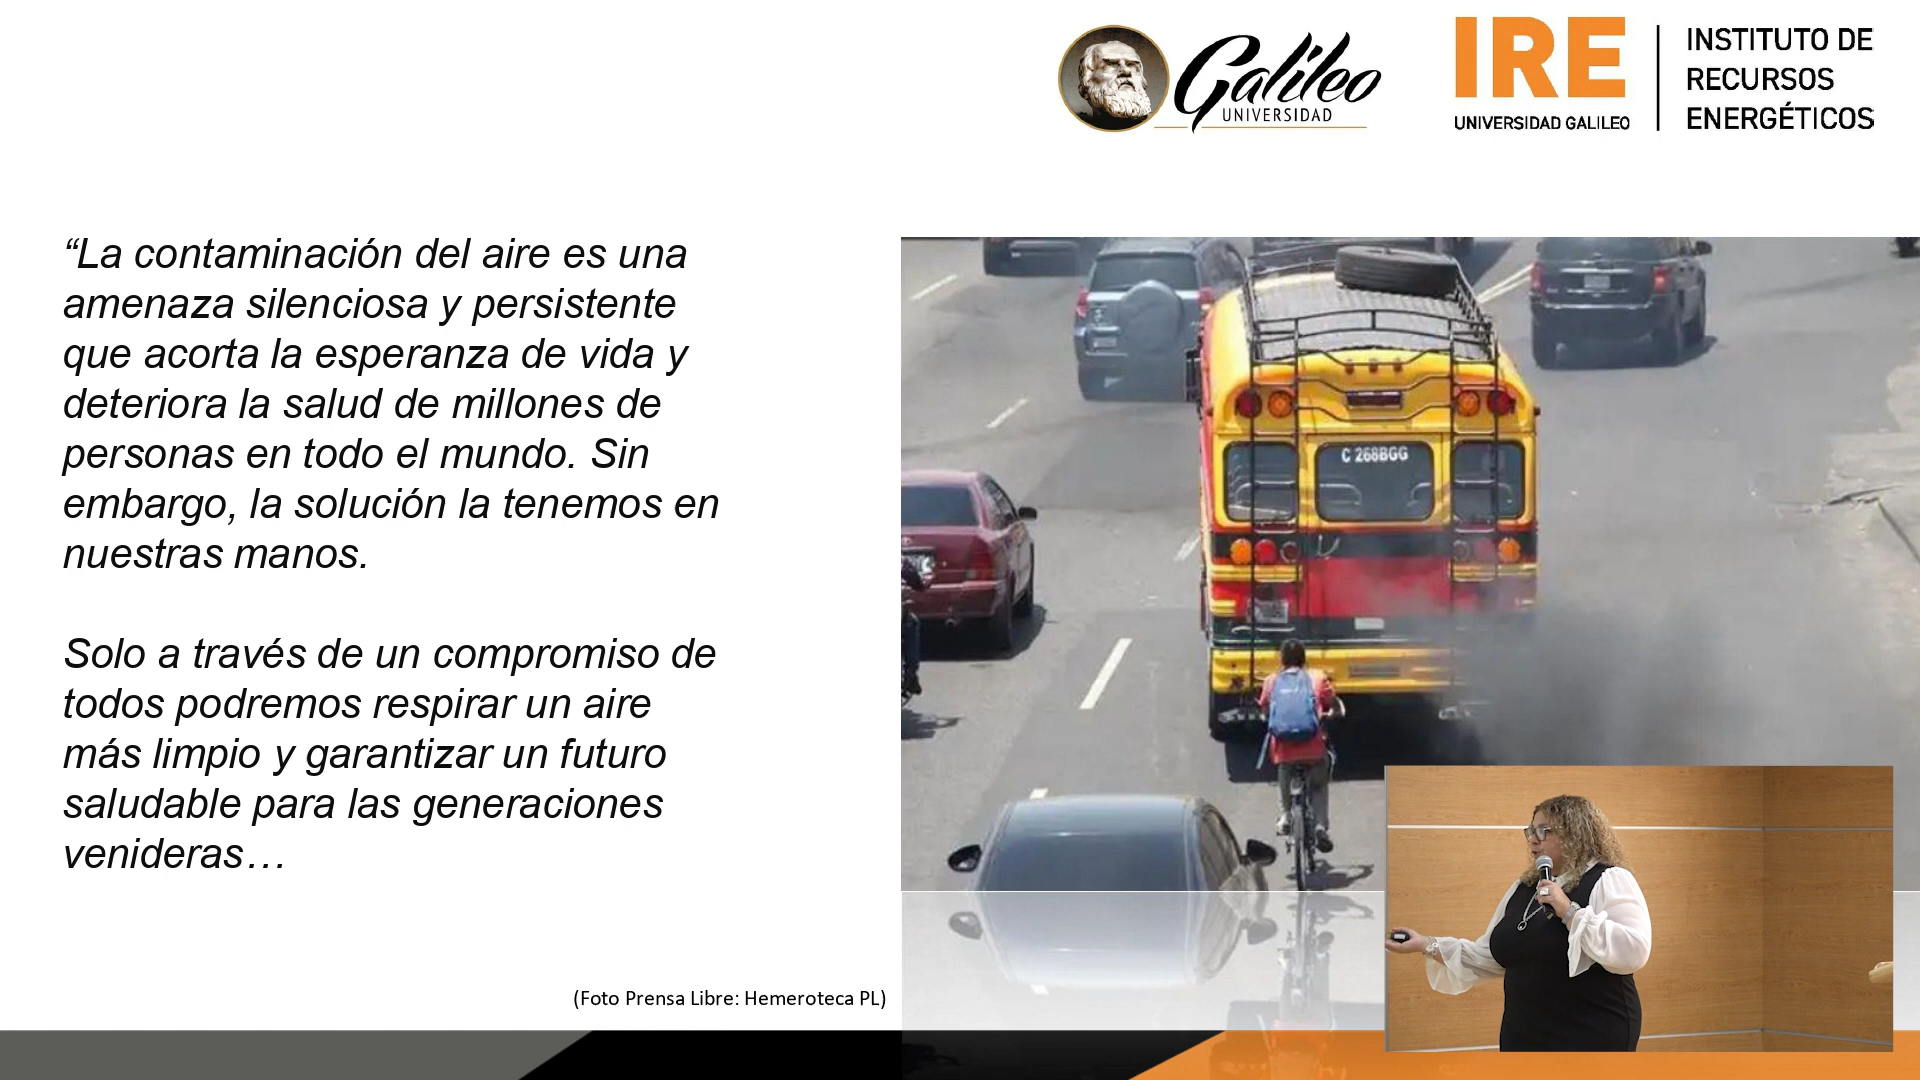 Galileo
UNIVERSIDAD
IRE
UNIVERSIDAD GALILEO
INSTITUTO DE
RECURSOS
ENERGÉTICOS
“La contaminación del aire es una
amenaza silenciosa y persistente
que acorta la esperanza de vida y
deteriora la salud de millones de
personas en todo el mundo. Sin
embargo, la solución la tenemos en
nuestras manos.
Solo a través de un compromiso de
todos podremos respirar un aire
más limpio y garantizar un futuro
saludable para las generaciones
venideras…
C 268BGG
(Foto Prensa Libre: Hemeroteca PL)